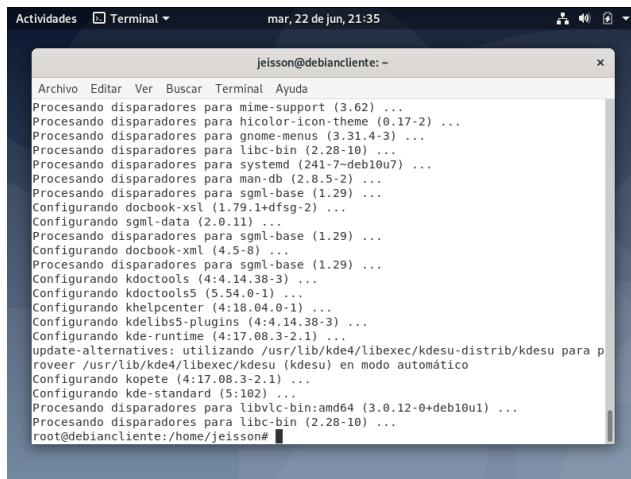 Actividades Terminal mar, 22 de jun, 21:35
jeisson@debiancliente: ~
Archivo Editar Ver Buscar Terminal Ayuda
Procesando disparadores para mime-support (3.62) ...
Procesando disparadores para hicolor-icon-theme (0.17-2) ...
Procesando disparadores para gnome-menus (3.31.4-3) ...
Procesando disparadores para libc-bin (2.28-10) ...
Procesando disparadores para systemd (241-7~deb10u7) ...
Procesando disparadores para man-db (2.8.5-2) ...
Procesando disparadores para sgml-base (1.29) ...
Configurando docbook-xsl (1.79.1+dfsg-2) ...
Configurando sgml-data (2.0.11) ...
Procesando disparadores para sgml-base (1.29) ...
Configurando docbook-xml (4.5-8) ...
Procesando disparadores para sgml-base (1.29) ...
Configurando kdoctools (4:4.14.38-3) ...
Configurando kdoctools5 (5.54.0-1) ...
Configurando khelpcenter (4:18.04.0-1) ...
Configurando kdelibs5-plugins (4:4.14.38-3) ...
Configurando kde-runtime (4:17.08.3-2.1) ...
update-alternatives: utilizando /usr/lib/kde4/libexec/kdesu-distrib/kdesu para p
roveer /usr/lib/kde4/libexec/kdesu (kdesu) en modo automático
Configurando kopete (4:17.08.3-2.1) ...
Configurando kde-standard (5:102) ...
Procesando disparadores para libvlc-bin:amd64 (3.0.12-0+deb10u1) ...
Procesando disparadores para libc-bin (2.28-10) ...
root@debiancliente:/home/jeisson#